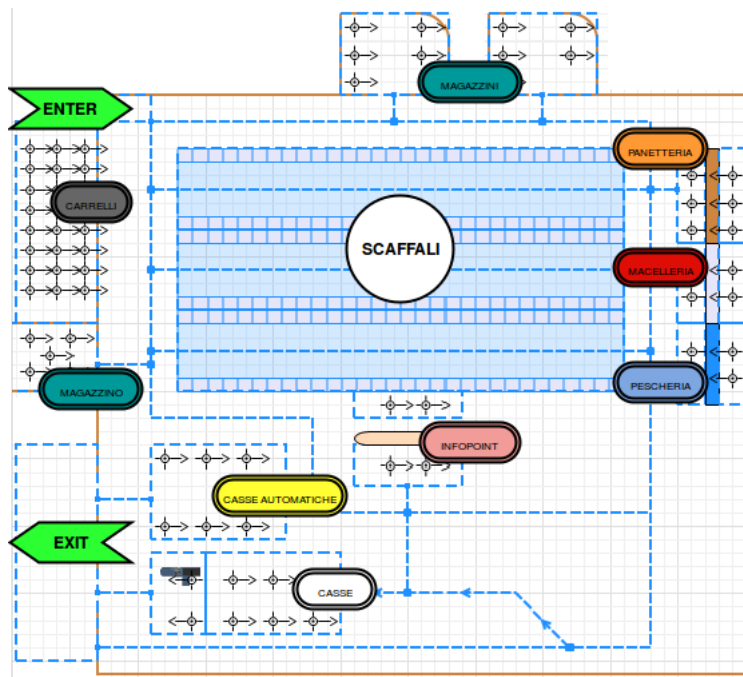 MAGAZZINI
ENTER
PANETTERIA
CARRELLI
SCAFFALI
MACELLERIA
MAGAZZINO
PESCHERIA
INFOPOINT
CASSE AUTOMATICHE
EXIT
CASSE